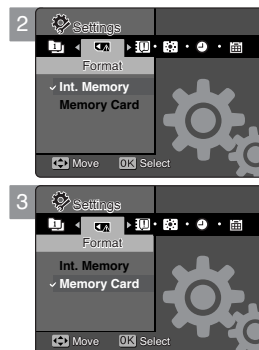 2
Settings
Format
✓ Int. Memory
Memory Card
Move OK Select
3
Settings
Format
Int. Memory
✓ Memory Card
Move OK Select